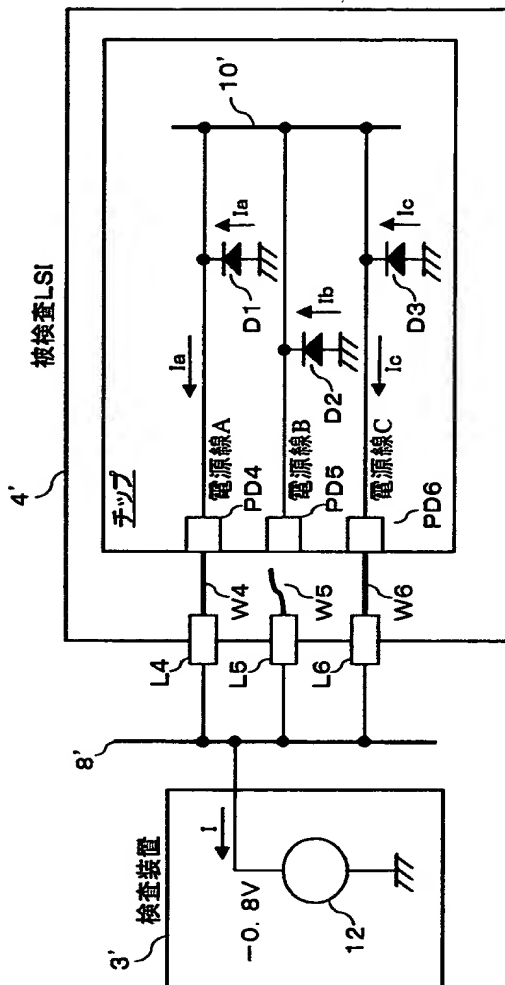 被検査LSI
4'
チップ
10'
Ia
電源線A
PD4
D1
Ia
W4
L4
電源線B
PD5
D2
Ib
W5
L5
電源線C
PD6
Ic
D3
Ic
W6
L6
8'
検査装置
3'
I
−0. 8V
12